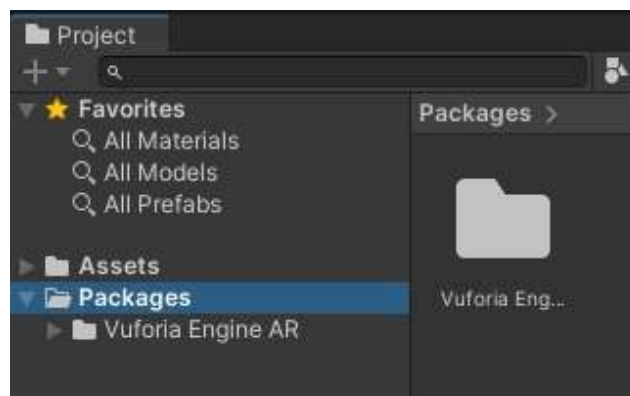 Project
Favorites
All Materials
All Models
All Prefabs
Assets
Packages
Vuforia Engine AR
Packages >
Vuforia Eng...